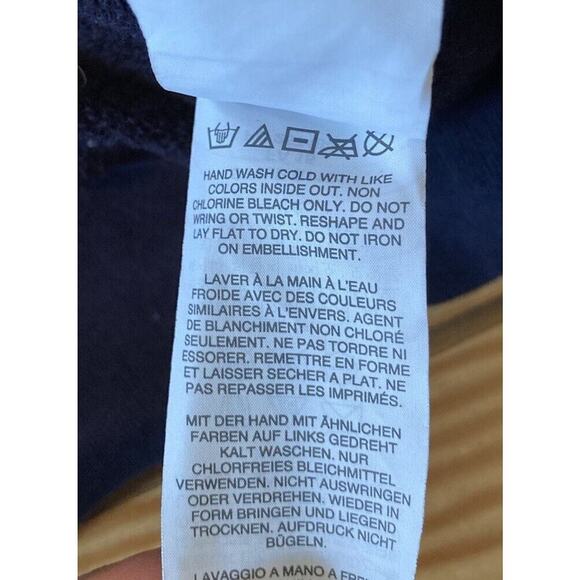 HAND WASH COLD WITH LIKE
COLORS INSIDE OUT. NON
CHLORINE BLEACH ONLY. DO NOT
WRING OR TWIST. RESHAPE AND
LAY FLAT TO DRY. DO NOT IRON
ON EMBELLISHMENT.
LAVER À LA MAIN À L'EAU
FROIDE AVEC DES COULEURS
SIMILAIRES À L'ENVERS. AGENT
DE BLANCHIMENT NON CHLORÉ
SEULEMENT. NE PAS TORDRE NI
ESSORER. REMETTRE EN FORME
ET LAISSER SECHER A PLAT. NE
PAS REPASSER LES IMPRIMÉS.
MIT DER HAND MIT ÄHNLICHEN
FARBEN AUF LINKS GEDREHT
KALT WASCHEN. NUR
CHLORFREIES BLEICHMITTEL
VERWENDEN. NICHT AUSWRINGEN
ODER VERDREHEN. WIEDER IN
FORM BRINGEN UND LIEGEND
TROCKNEN. AUFDRUCK NICHT
BÜGELN.
LAVAGGIO A MANO A